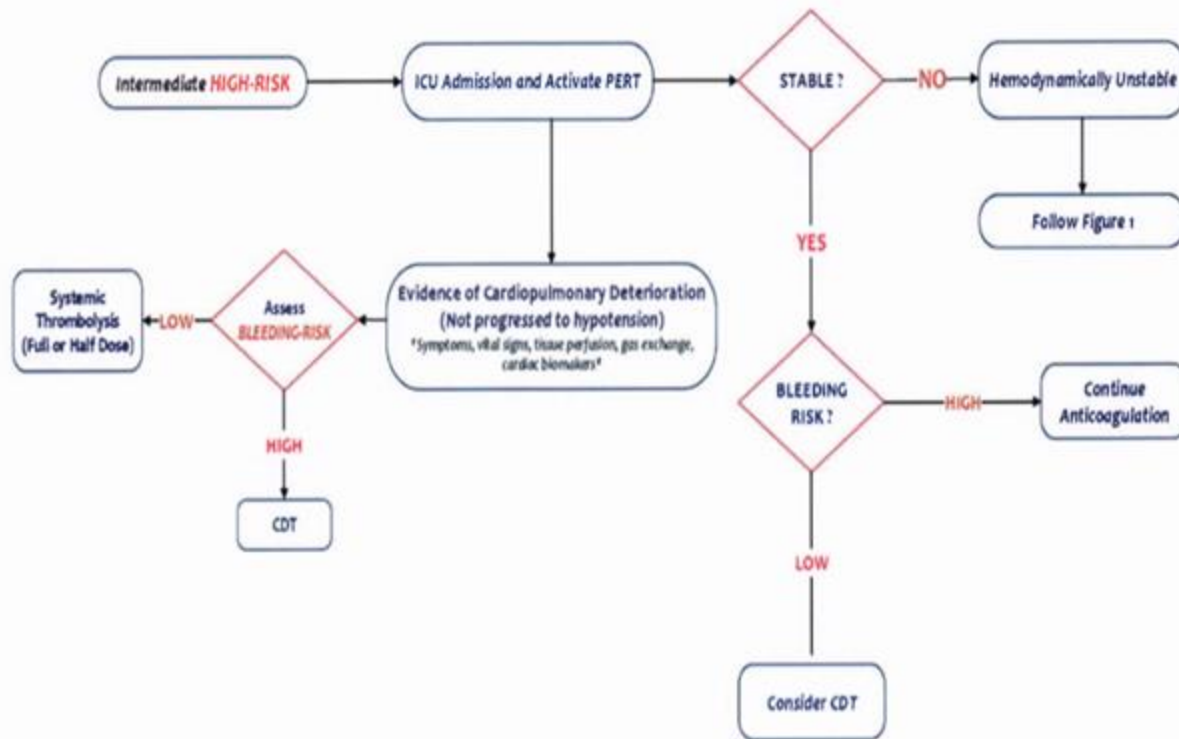 Intermediate HIGH-RISK
ICU Admission and Activate PERT
STABLE ?
NO
Hemodynamically Unstable
Follow Figure 1
YES
Evidence of Cardiopulmonary Deterioration
(Not progressed to hypotension)
*Symptoms, vital signs, tissue perfusion, gas exchange,
cardiac biomakers*
Assess
BLEEDING-RISK
LOW
Systemic
Thrombolysis
(Full or Half Dose)
HIGH
CDT
BLEEDING
RISK ?
HIGH
Continue
Anticoagulation
LOW
Consider CDT